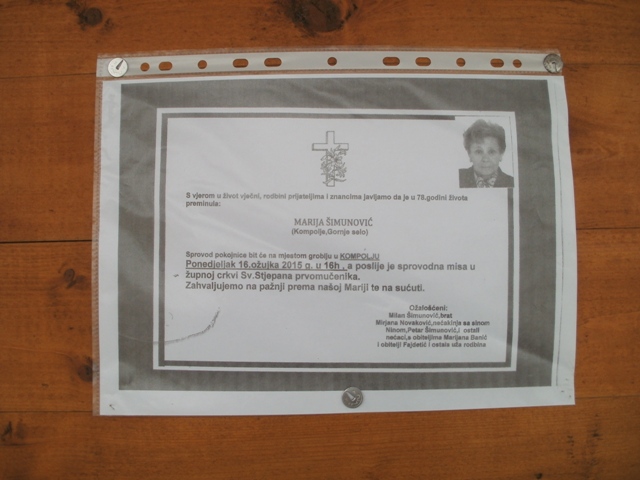 S vjerom u život vječni, rodbini prijateljima i znancima javljamo da je u 78.godini života
preminula:
MARIJA ŠIMUNOVIĆ
(Kompolje,Gornje selo)
Sprovod pokojnice bit će na mjestom groblju u KOMPOLJU
Ponedjeljak 16.ožujka 2015 g. u 16h , a poslije je sprovodna misa u
župnoj crkvi Sv.Stjepana prvomučenika.
Zahvaljujemo na pažnji prema našoj Mariji te na sućuti.
Ožalošćeni:
Milan Šimunović,brat
Mirjana Novaković,nećakinja sa sinom
Ninom,Petar Šimunović,i ostali
nećaci,s obiteljima Marijana Banić
i obitelji Fajdetić i ostala uža rodbina